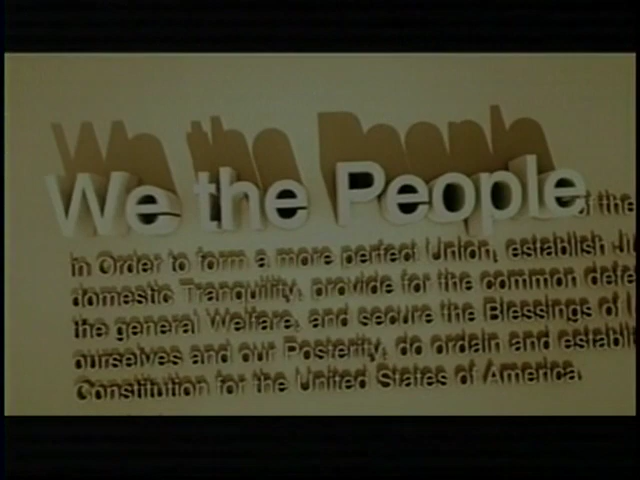 We the People of the
in Order to form a more perfect Union, establish
domestic Tranquility, provide for the common
the general Welfare, and secure the Blessings of
ourselves and our Posterity, do ordain and
Constitution for the United States of America.